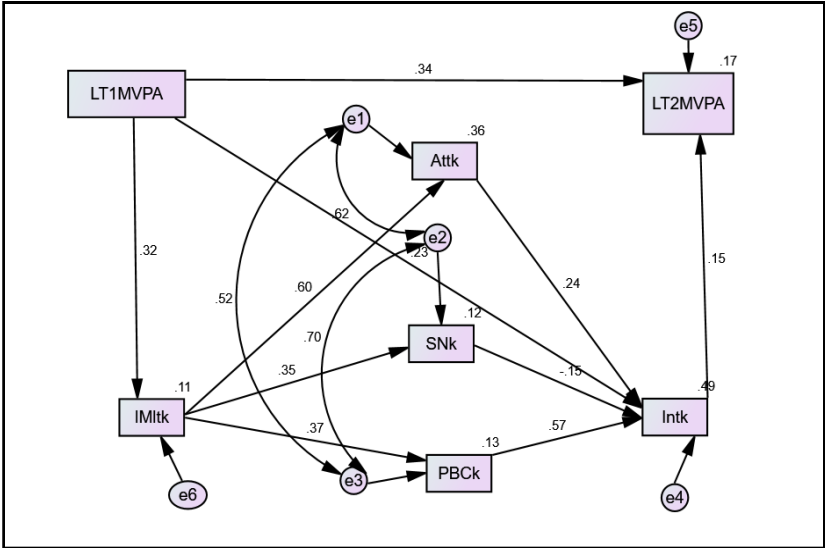 e5
.17
LT1MVPA
.34
LT2MVPA
e1
.36
Attk
.62
e2
.23
.32
.60
.24
.15
.52
.12
.70
SNk
.35
-.15
.11
.49
IMItk
.37
.57
Intk
.13
PBCk
e3
e6
e4